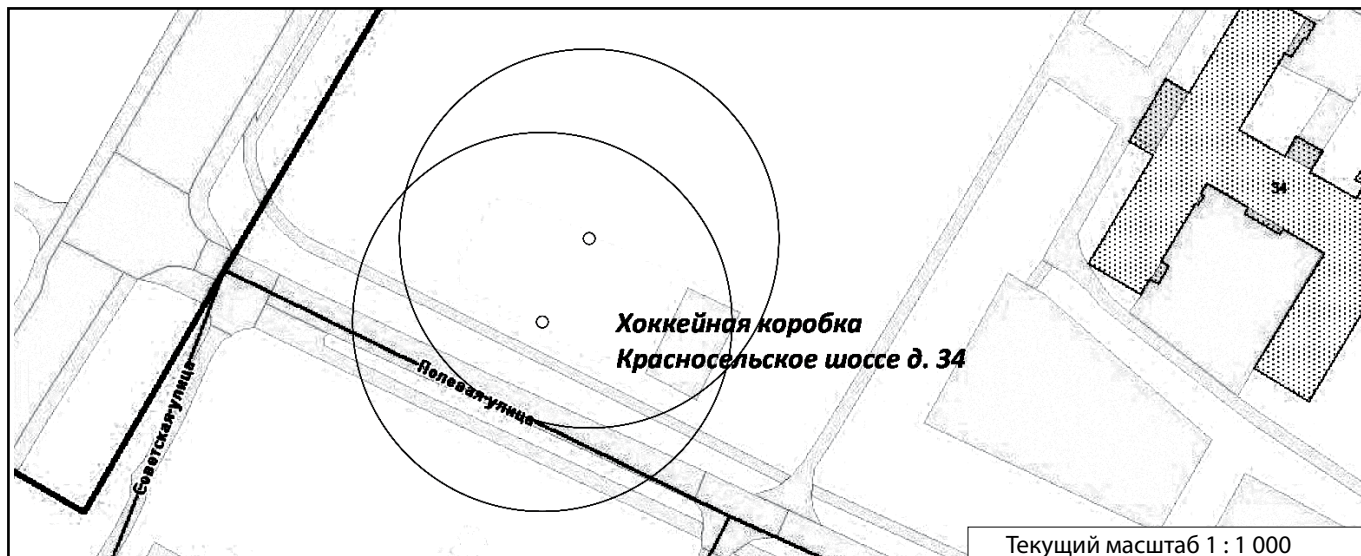 34
Хоккейная коробка
Красносельское шоссе д. 34
Полевая улица
Советская улица
Текущий масштаб 1 : 1 000